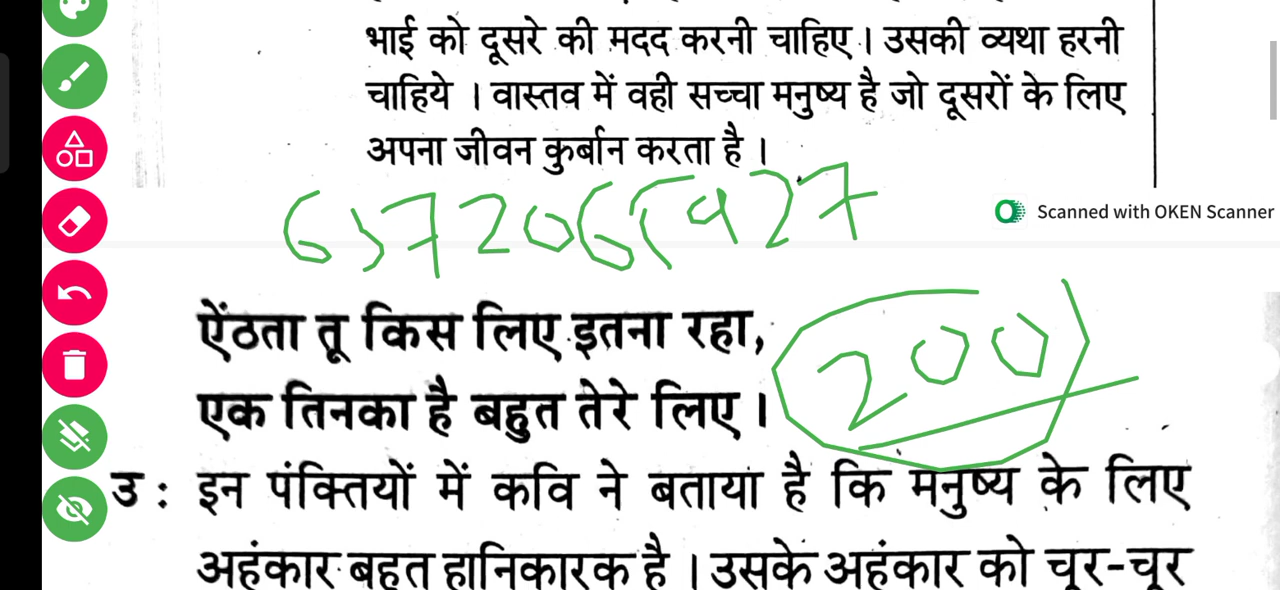 भाई को दूसरे की मदद करनी चाहिए। उसकी व्यथा हरनी
चाहिये । वास्तव में वही सच्चा मनुष्य है जो दूसरों के लिए
अपना जीवन कुर्बान करता है ।
Scanned with OKEN Scanner
ऐंठता तू किस लिए इतना रहा,
एक तिनका है बहुत तेरे लिए ।
200
उ : इन पंक्तियों में कवि ने बताया है कि मनुष्य के लिए
अहंकार बहुत हानिकारक है । उसके अहंकार को चूर-चूर